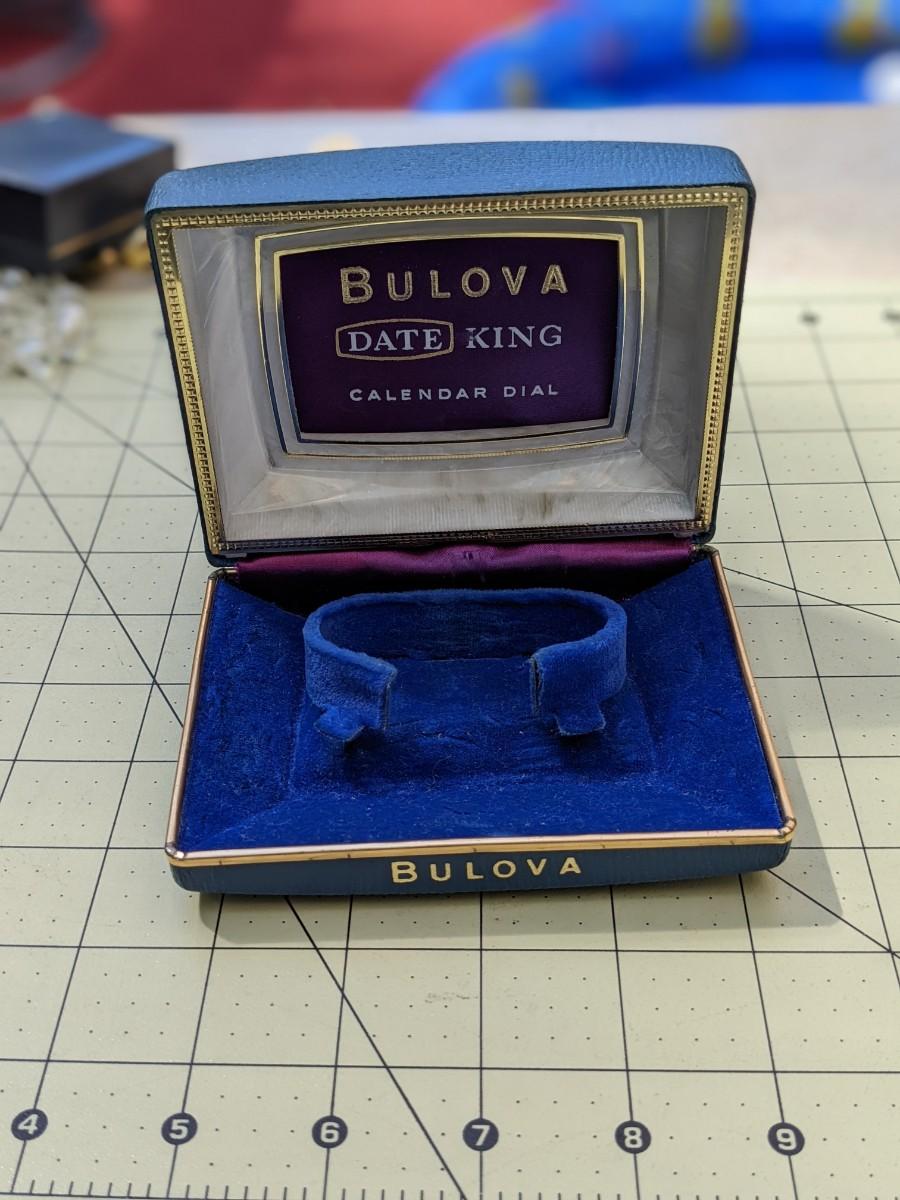 BULOVA
DATE KING
CALENDAR DIAL
BULOVA
4 5 6 7 8 9